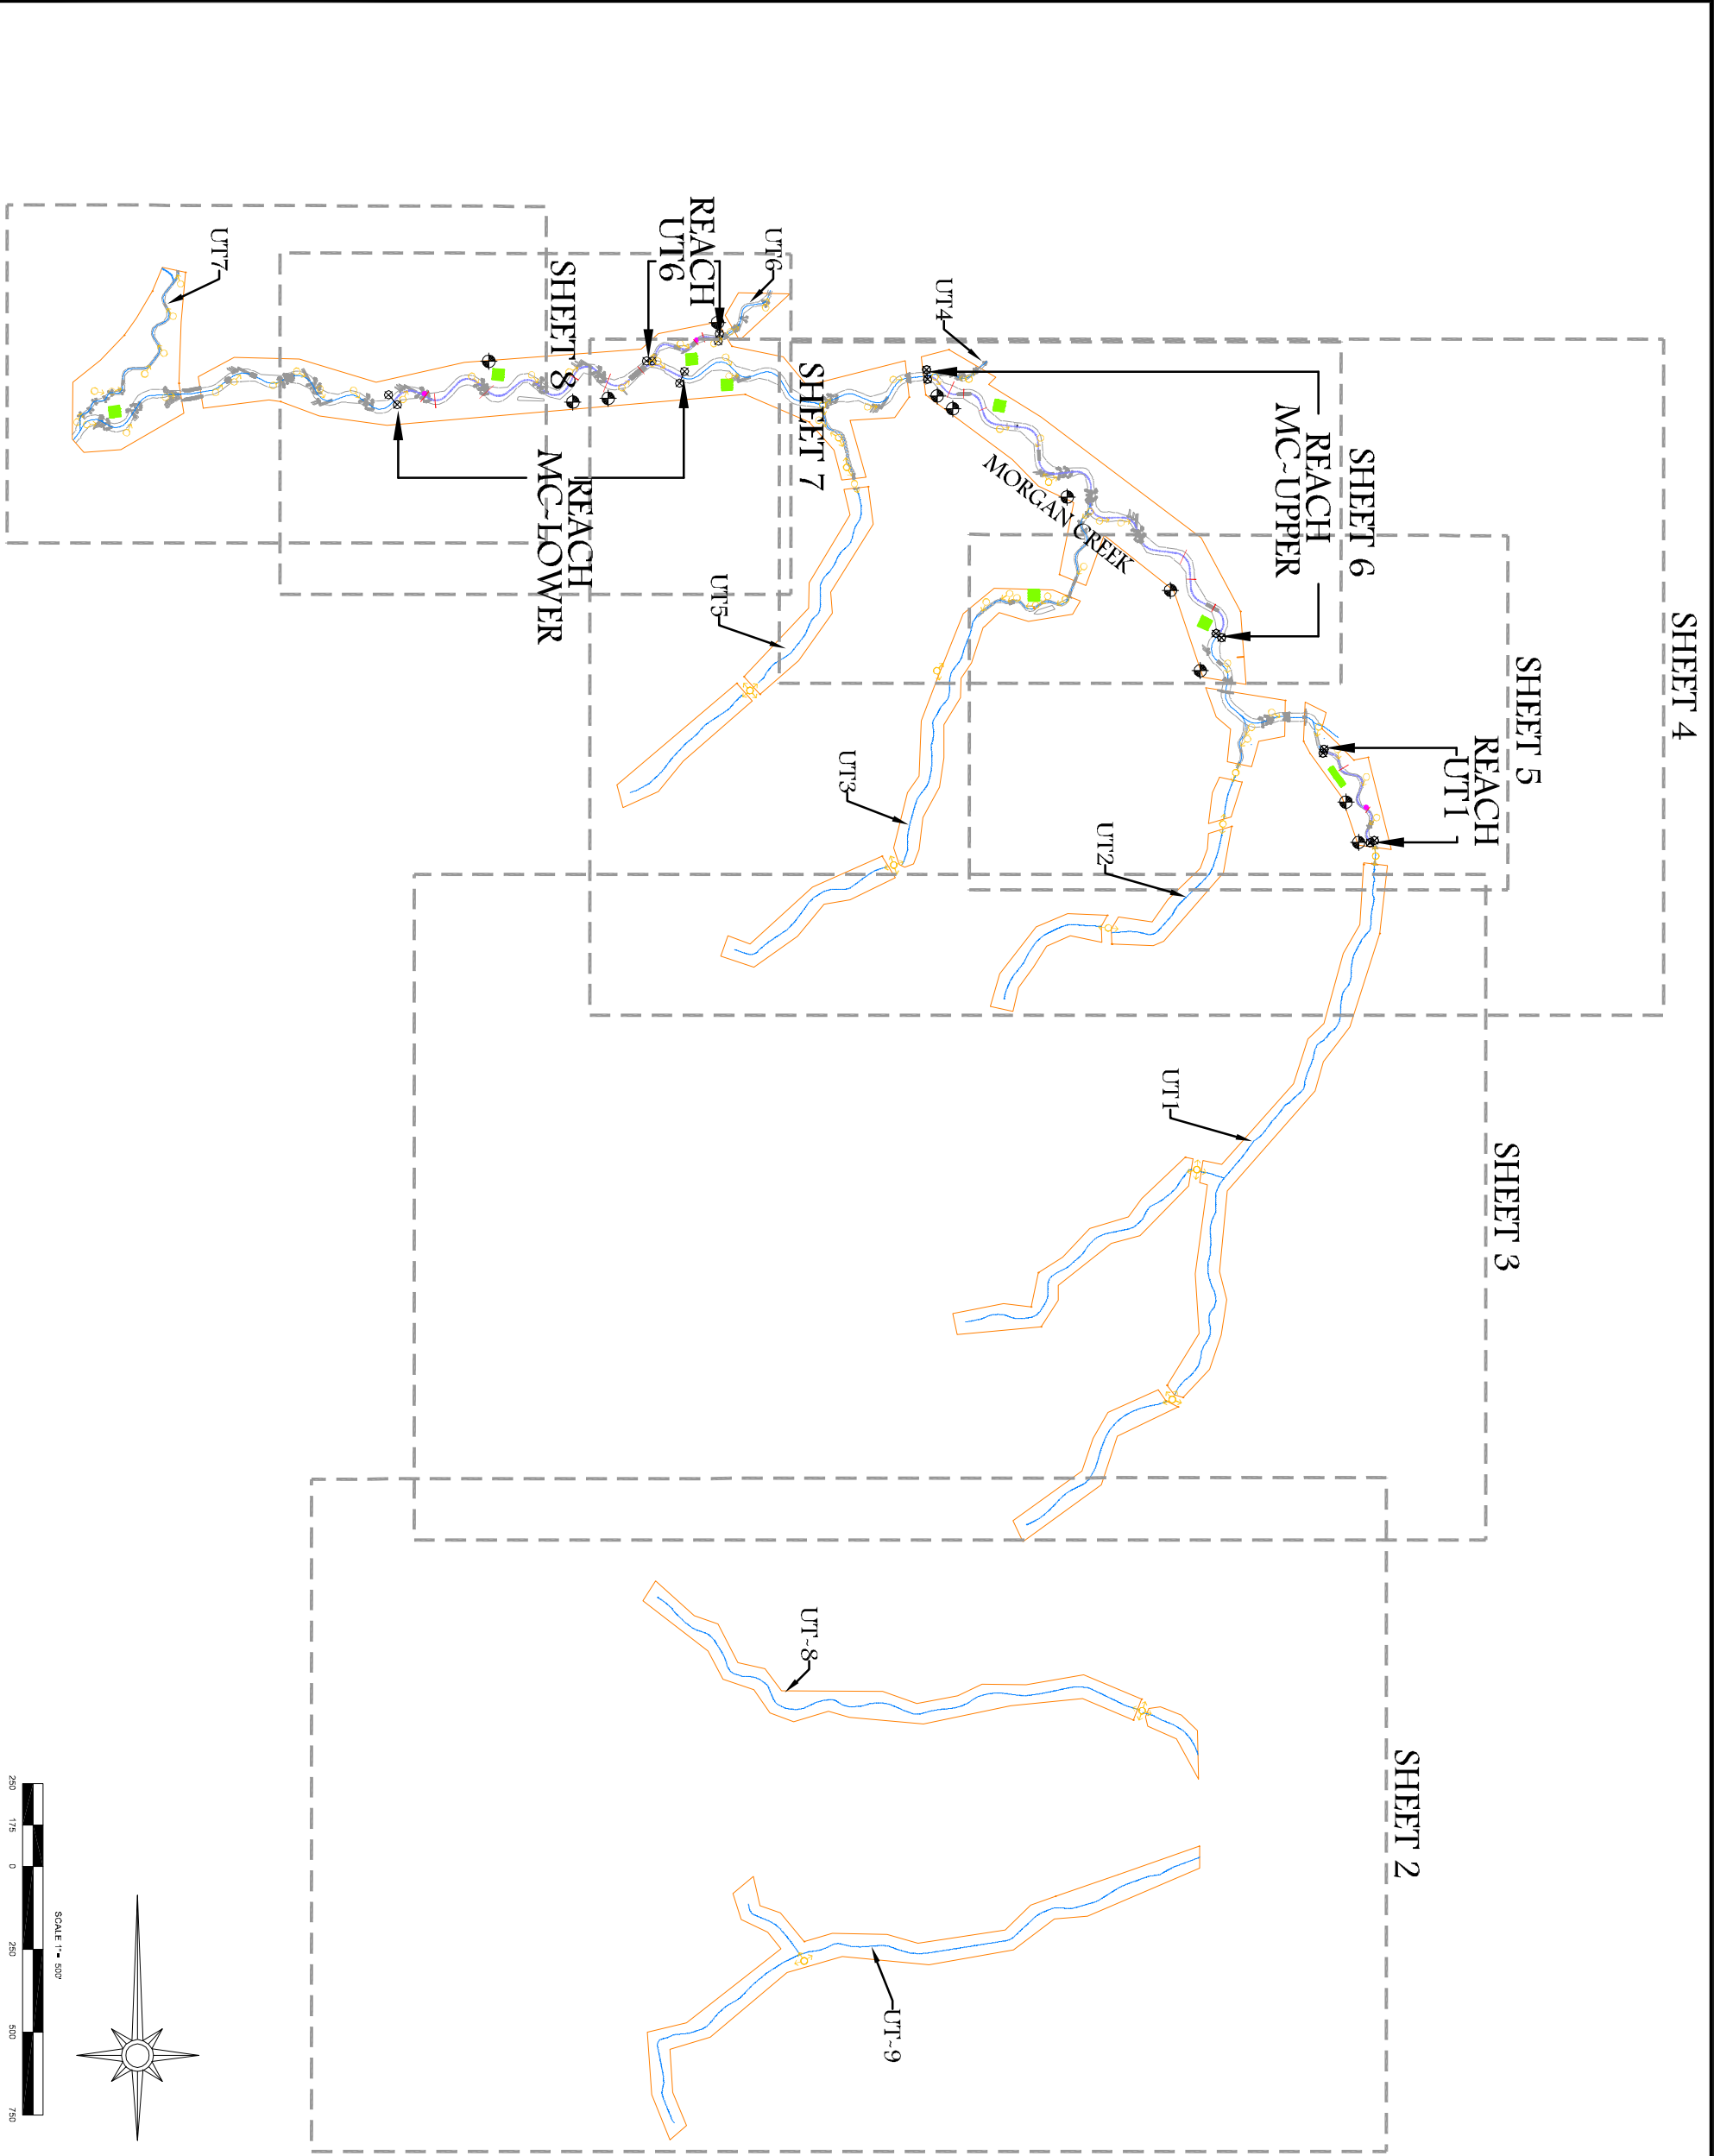 SHEET 4
SHEET 5
REACH
UT1
SHEET 3
SHEET 2
SHEET 6
REACH
MC~UPPER
MORGAN CREEK
UT4
UT2
UT1
UT3
UT~9
UT~8
SHEET 7
UT6
UT5
REACH
UT6
SHEET 8
REACH
MC~LOWER
UT7
SCALE 1"= 500'
250
175
0
250
500
750